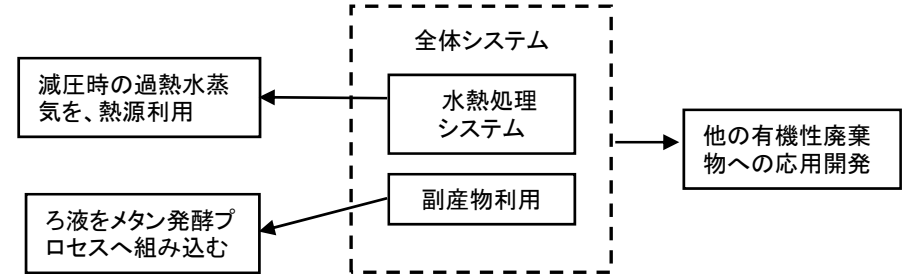 全体システム
減圧時の過熱水蒸
気を、熱源利用
水熱処理
システム
他の有機性廃棄
物への応用開発
副産物利用
ろ液をメタン発酵プ
ロセスへ組み込む